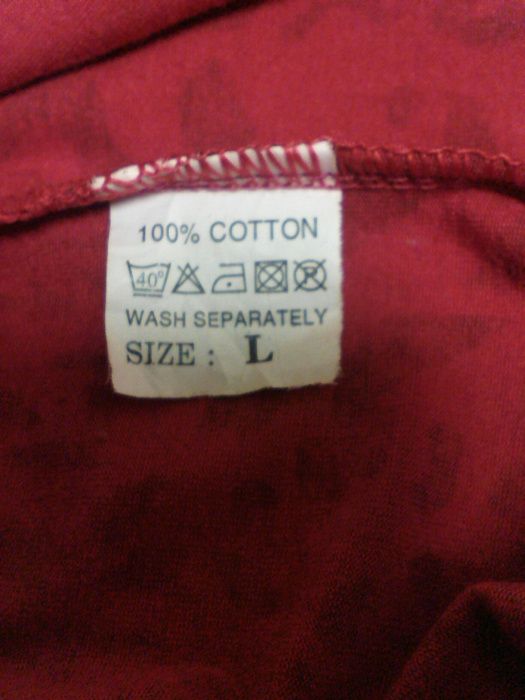 100% COTTON
40°
WASH SEPARATELY
SIZE : L